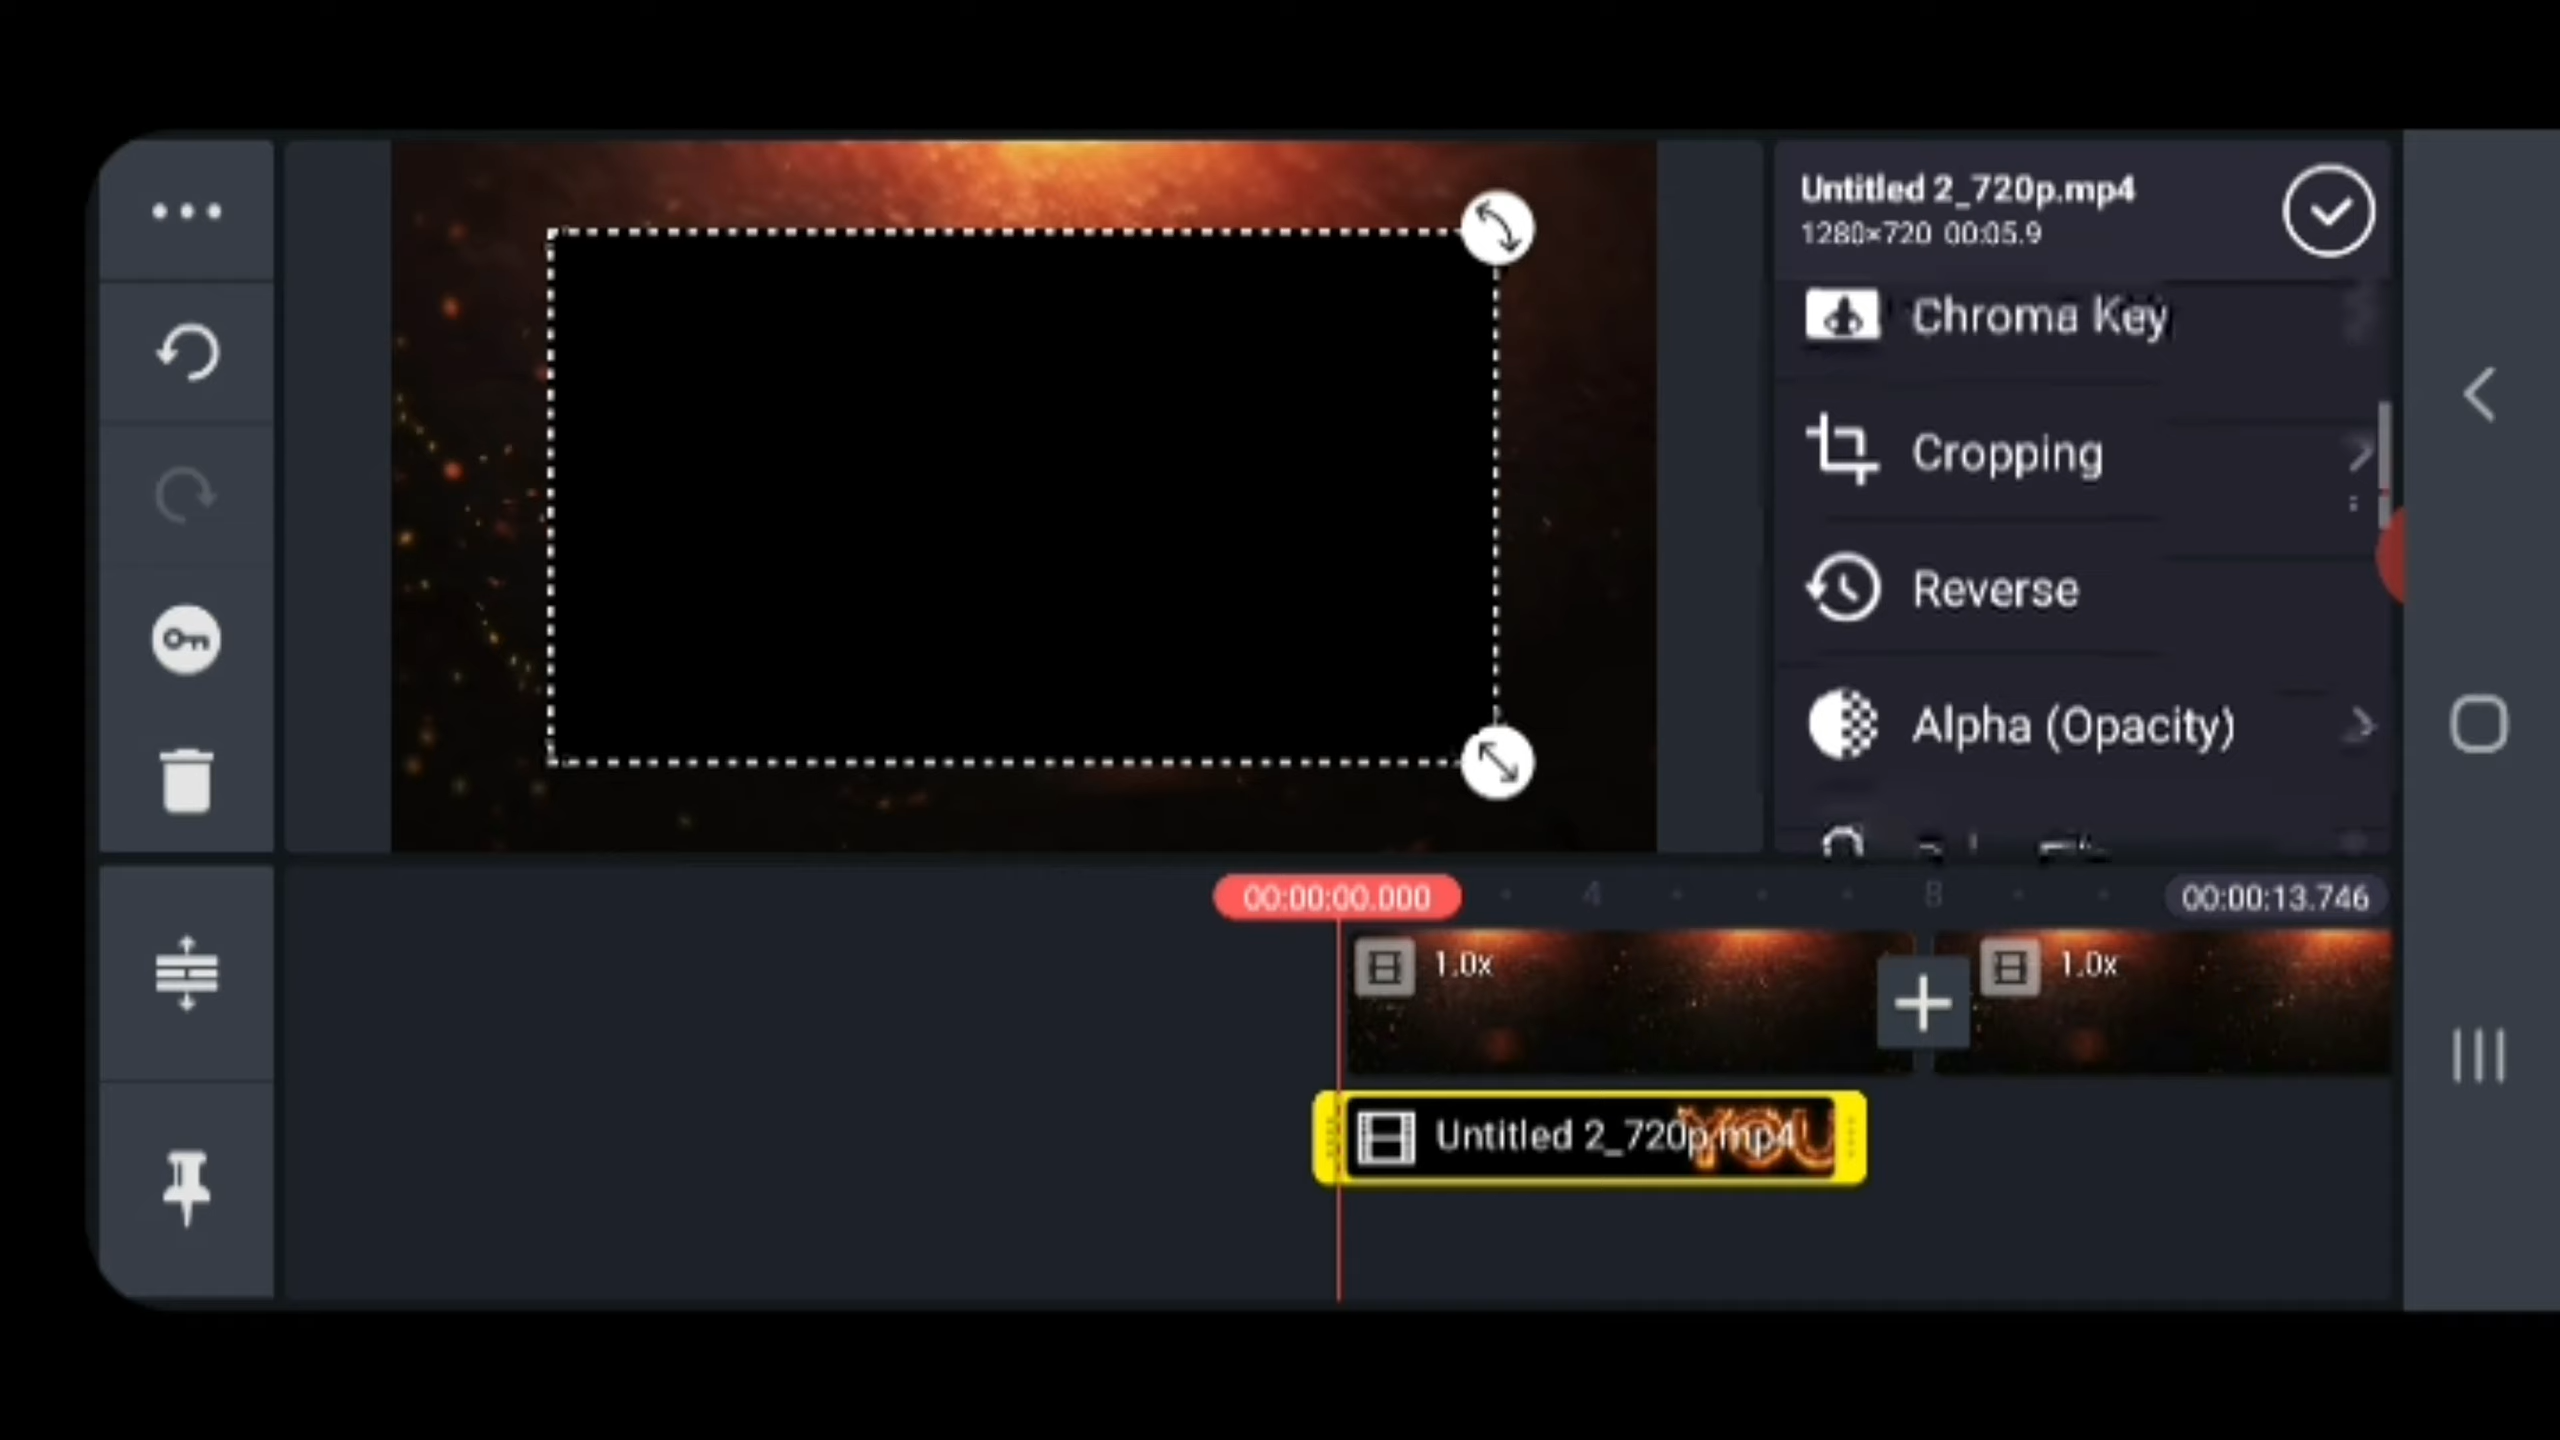 Untitled 2_720p.mp4
1280×720 00:05.9
Chroma Key
Cropping
Reverse
Alpha (Opacity)
00:00:00.000
4
8
00:00:13.746
1.0x
1.0x
Untitled 2_720p.mp4
YOU